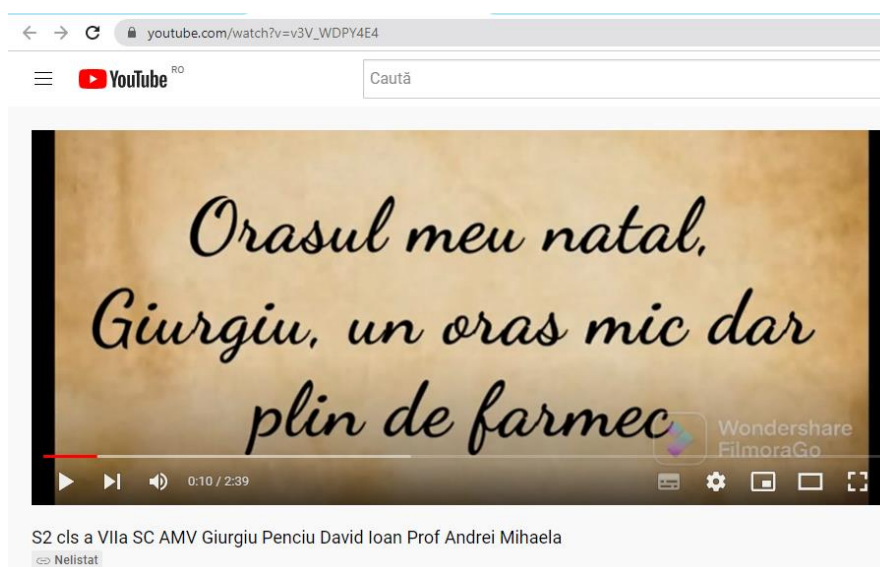 youtube.com/watch?v=v3V_WDPY4E4
YouTube RO
Caută
Orasul meu natal,
Giurgiu, un oras mic dar
plin de farmec
Wondershare
FilmoraGo
0:10 / 2:39
S2 cls a VIIa SC AMV Giurgiu Penciu David Ioan Prof Andrei Mihaela
Nelistat